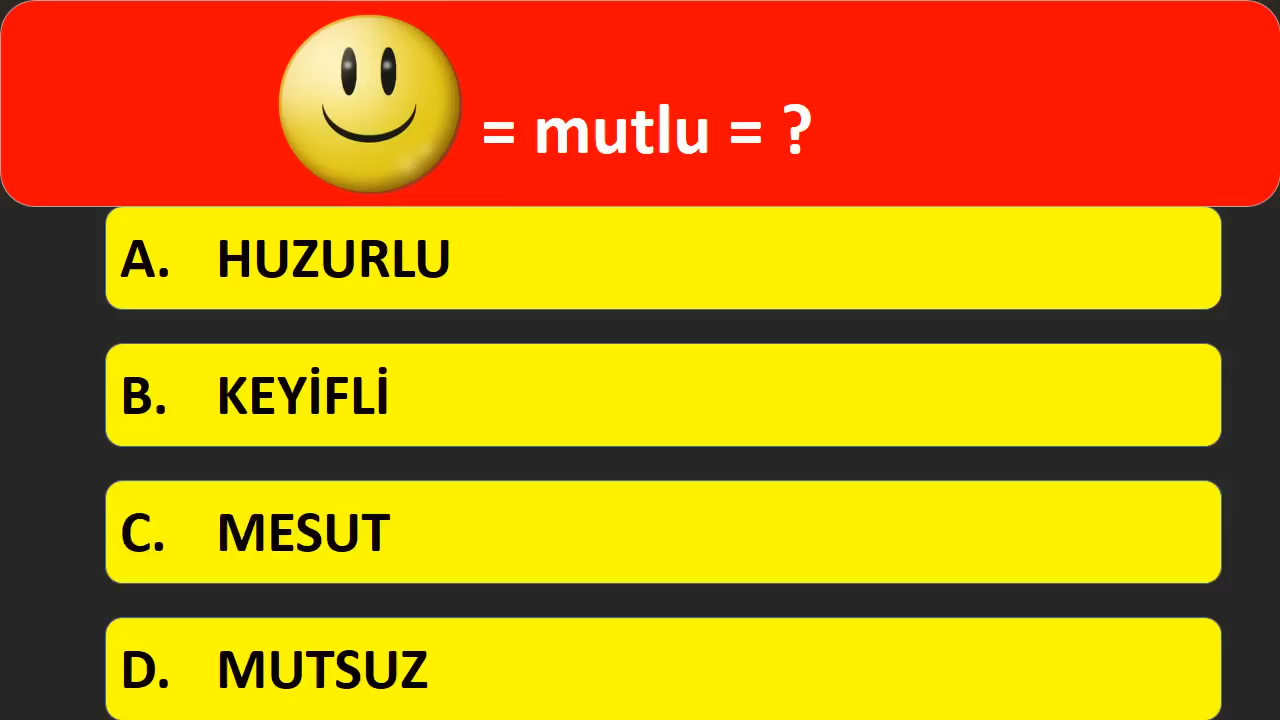 = mutlu = ?
A. HUZURLU
B. KEYİFLİ
C. MESUT
D. MUTSUZ